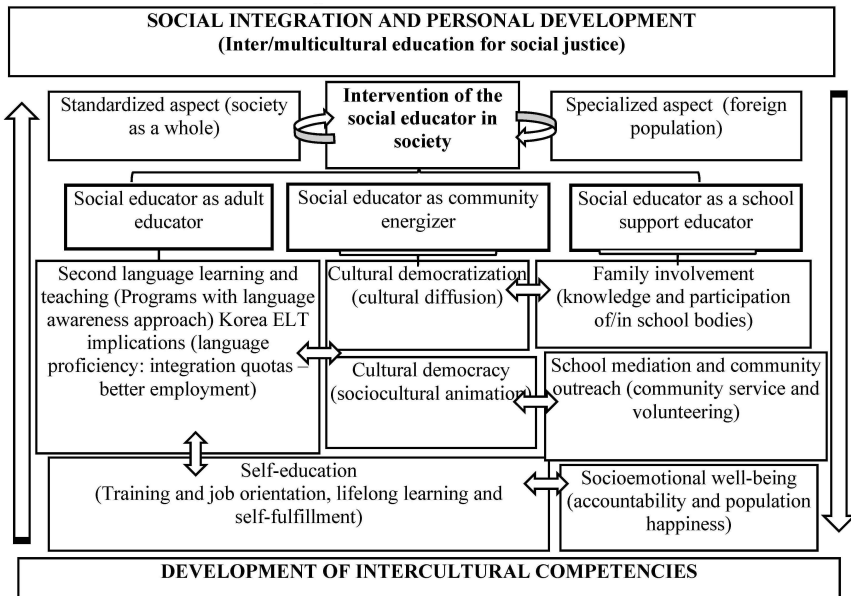 SOCIAL INTEGRATION AND PERSONAL DEVELOPMENT
(Inter/multicultural education for social justice)
Standardized aspect (society
as a whole)
Intervention of the
social educator in
society
Specialized aspect (foreign
population)
Social educator as adult
educator
Social educator as community
energizer
Social educator as a school
support educator
Second language learning and
teaching (Programs with language
awareness approach) Korea ELT
implications (language
proficiency: integration quotas –
better employment)
Cultural democratization
(cultural diffusion)
Family involvement
(knowledge and participation
of/in school bodies)
Cultural democracy
(sociocultural animation)
School mediation and community
outreach (community service and
volunteering)
Self-education
(Training and job orientation, lifelong learning and
self-fulfillment)
Socioemotional well-being
(accountability and population
happiness)
DEVELOPMENT OF INTERCULTURAL COMPETENCIES